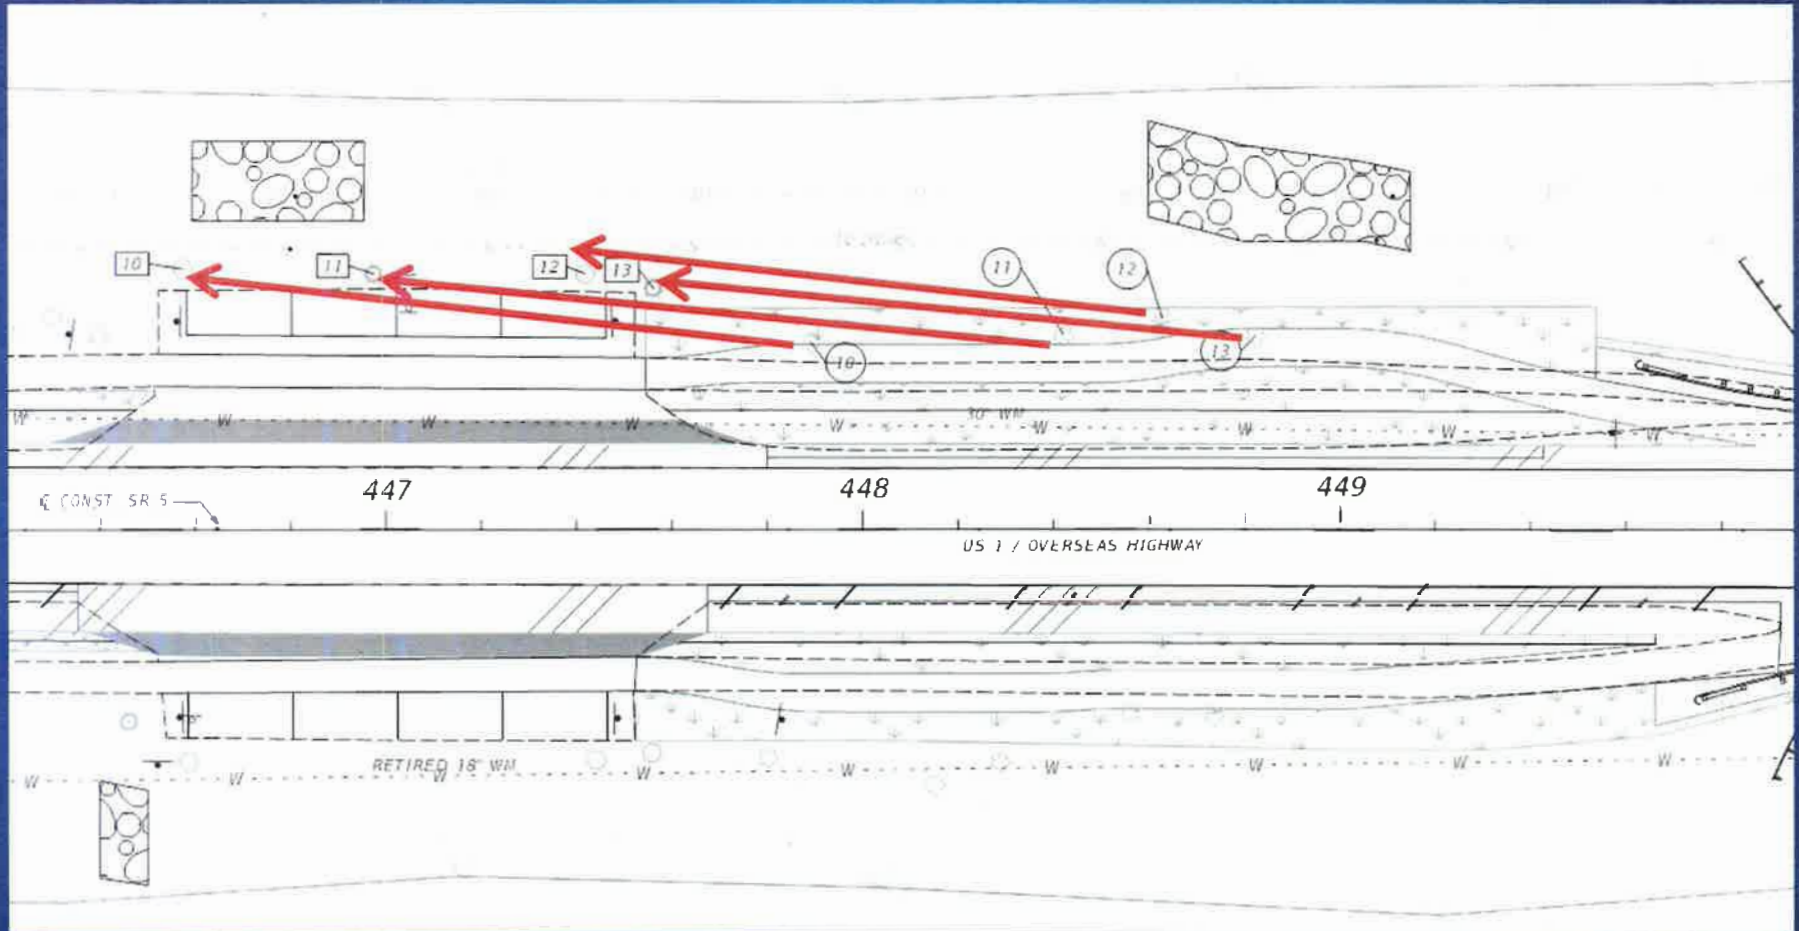 10 11 12 13 11 12
10 13
30" WM
W W W W W W W W W
447 448 449
℄ CONST SR 5
US 1 / OVERSEAS HIGHWAY
RETIRED 18" WM
W W W W W W W W W